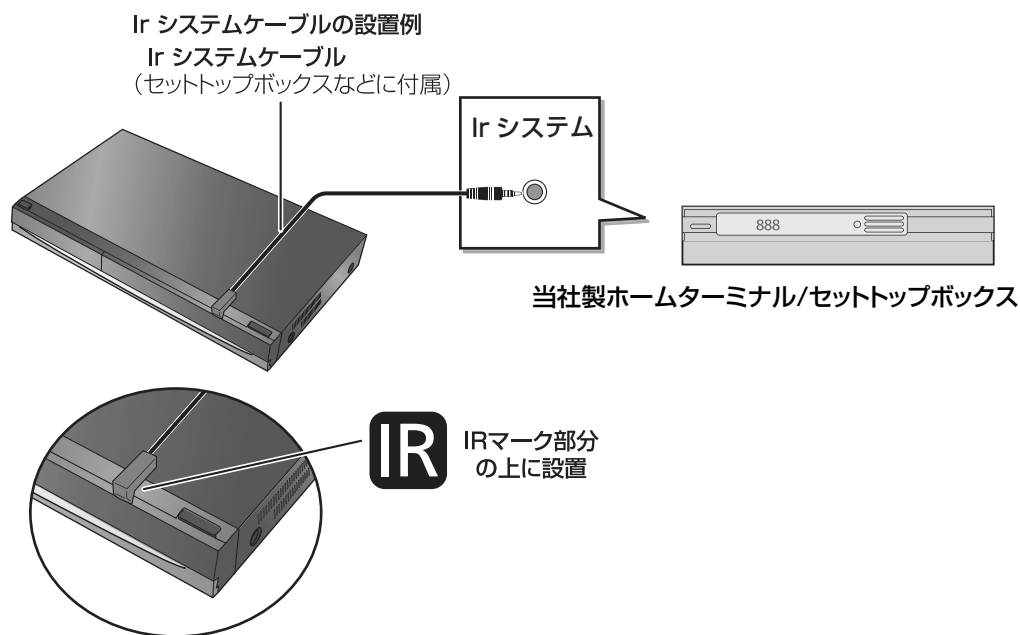 Ir システムケーブルの設置例
Ir システムケーブル
（セットトップボックスなどに付属）
Ir システム
888
当社製ホームターミナル/セットトップボックス
IR
IRマーク部分
の上に設置